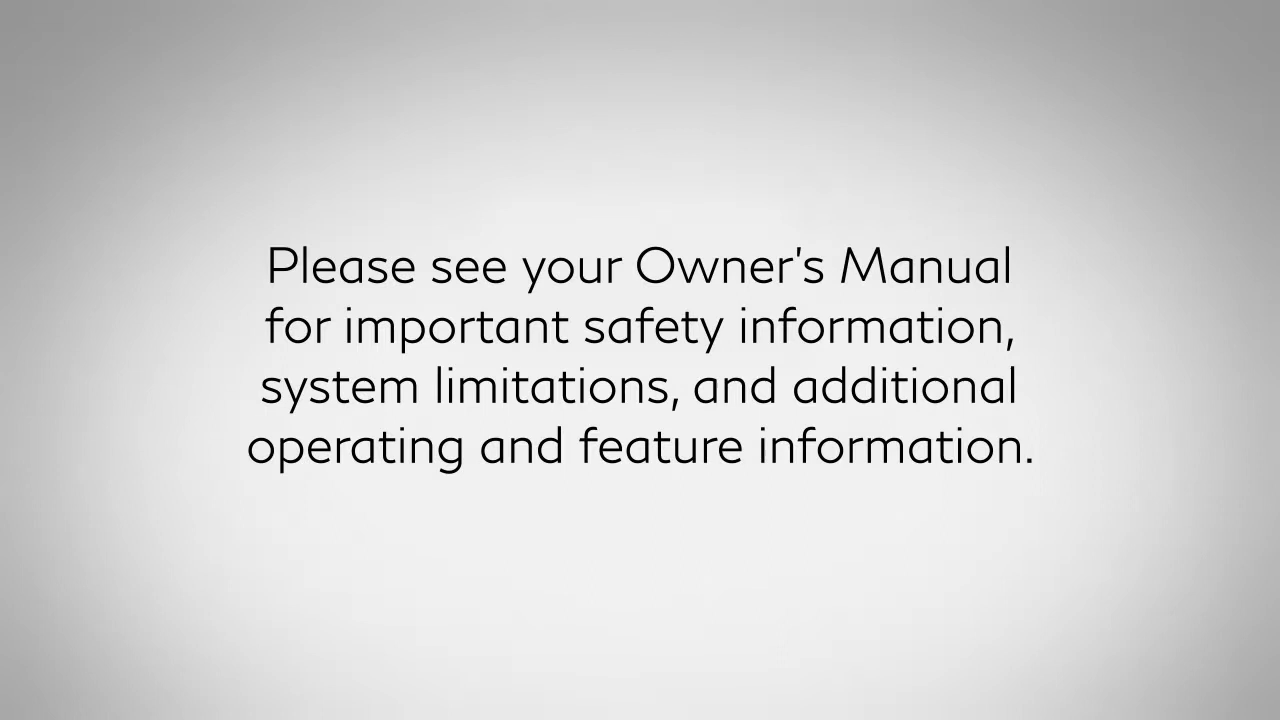 Please see your Owner's Manual
for important safety information,
system limitations, and additional
operating and feature information.